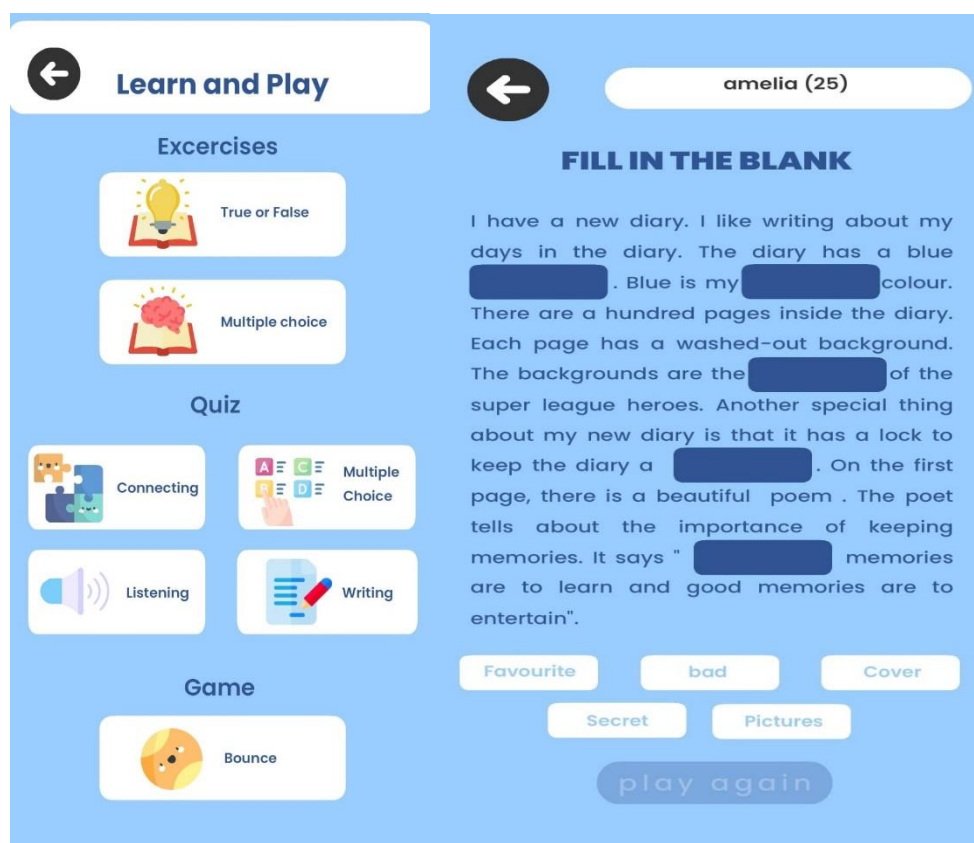 Learn and Play
Excercises
True or False
Multiple choice
Quiz
Connecting
A C B D
Multiple
Choice
Listening
Writing
Game
Bounce
amelia (25)
FILL IN THE BLANK
I have a new diary. I like writing about my
days in the diary. The diary has a blue
. Blue is my colour.
There are a hundred pages inside the diary.
Each page has a washed-out background.
The backgrounds are the of the
super league heroes. Another special thing
about my new diary is that it has a lock to
keep the diary a . On the first
page, there is a beautiful poem . The poet
tells about the importance of keeping
memories. It says " memories
are to learn and good memories are to
entertain".
Favourite
bad
Cover
Secret
Pictures
play again